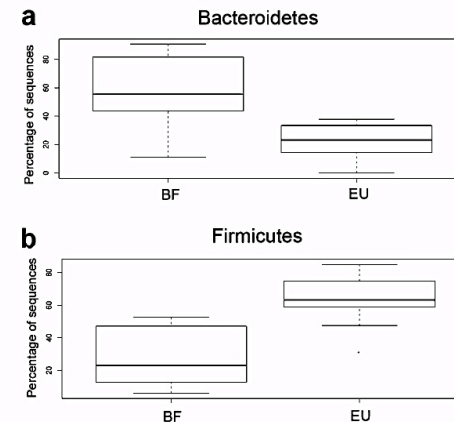 a
Bacteroidetes
Percentage of sequences
80
60
40
20
0
BF
EU
b
Firmicutes
Percentage of sequences
80
60
40
20
BF
EU